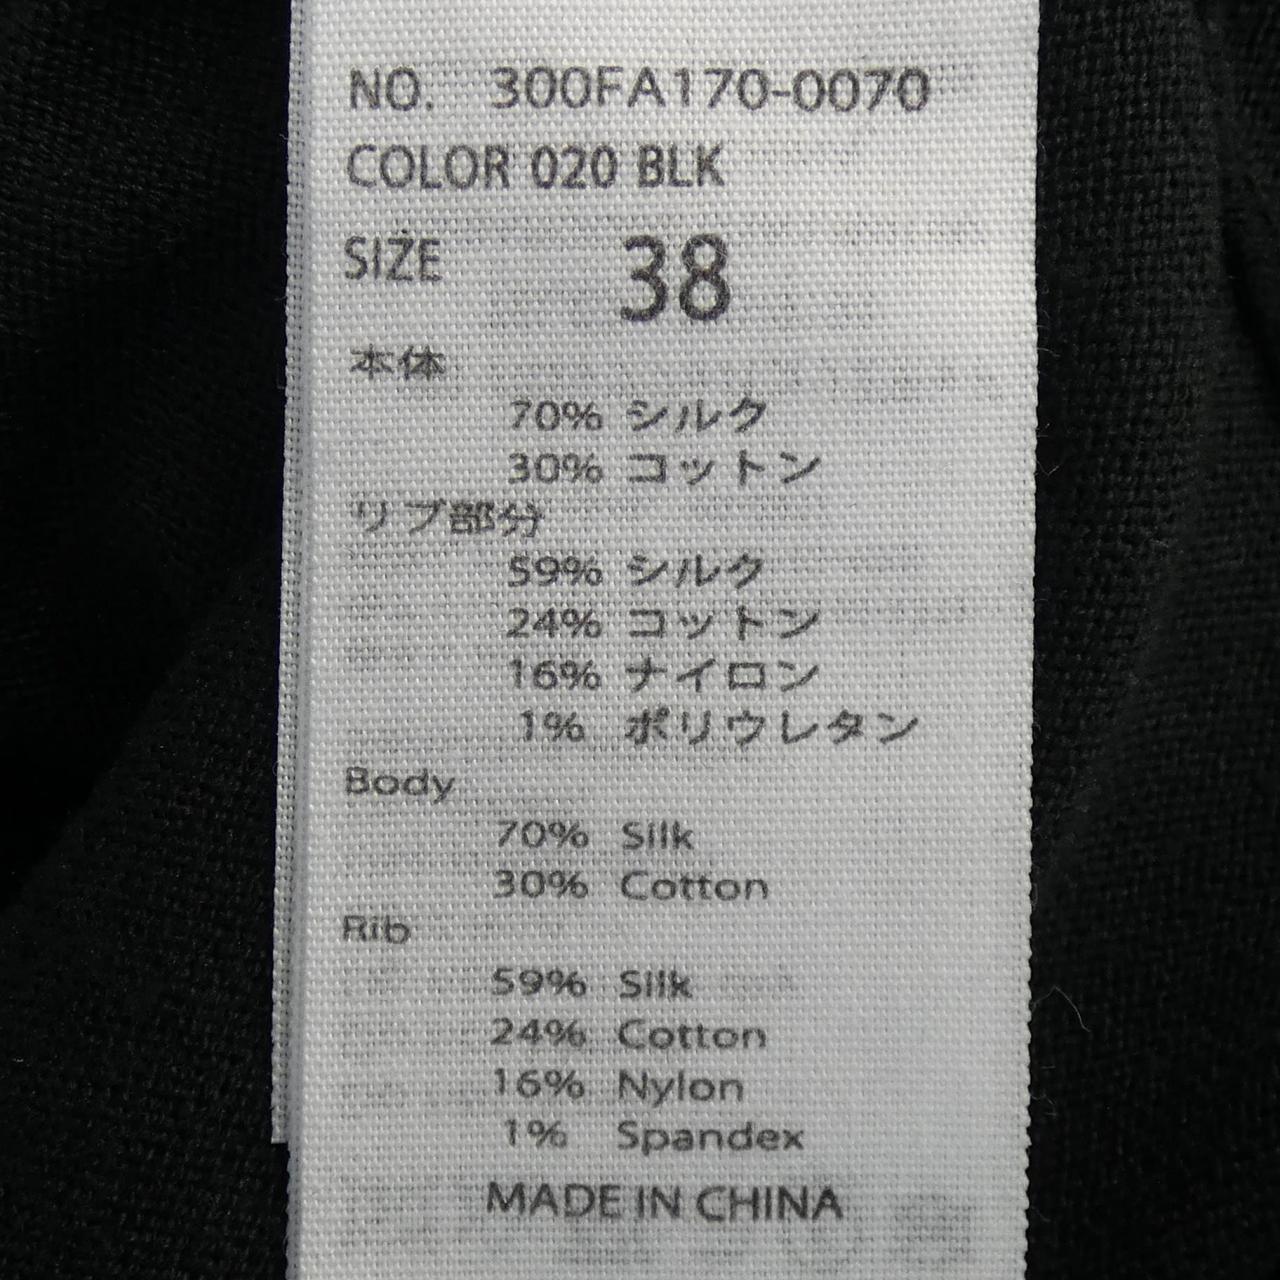 NO. 300FA170-0070
COLOR 020 BLK
SIZE 38
本体
70% シルク
30% コットン
リブ部分
59% シルク
24% コットン
16% ナイロン
1% ポリウレタン
Body
70% Silk
30% Cotton
Rib
59% Silk
24% Cotton
16% Nylon
1% Spandex
MADE IN CHINA